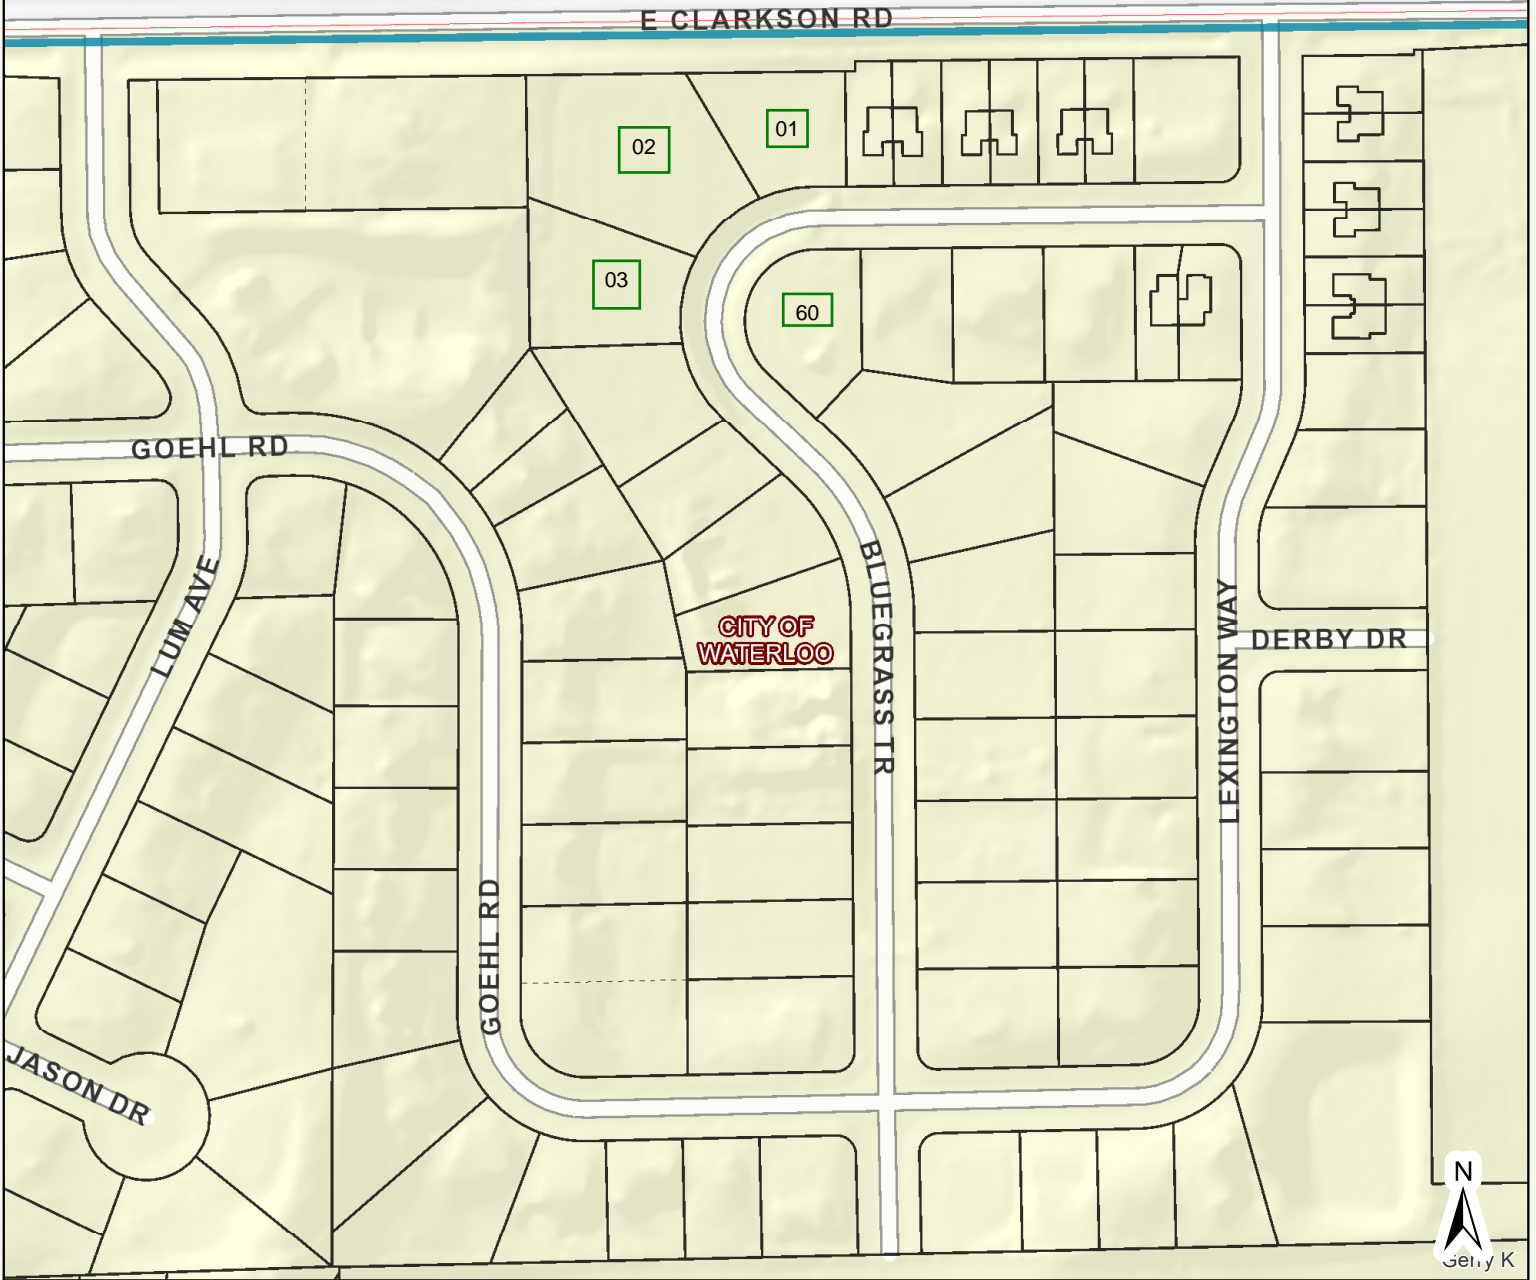 E CLARKSON RD
01
02
03
60
GOEHL RD
LUM AVE
BLUEGRASS TR
CITY OF
WATERLOO
LEXINGTON WAY
DERBY DR
GOEHL RD
JASON DR
N
Gerry K